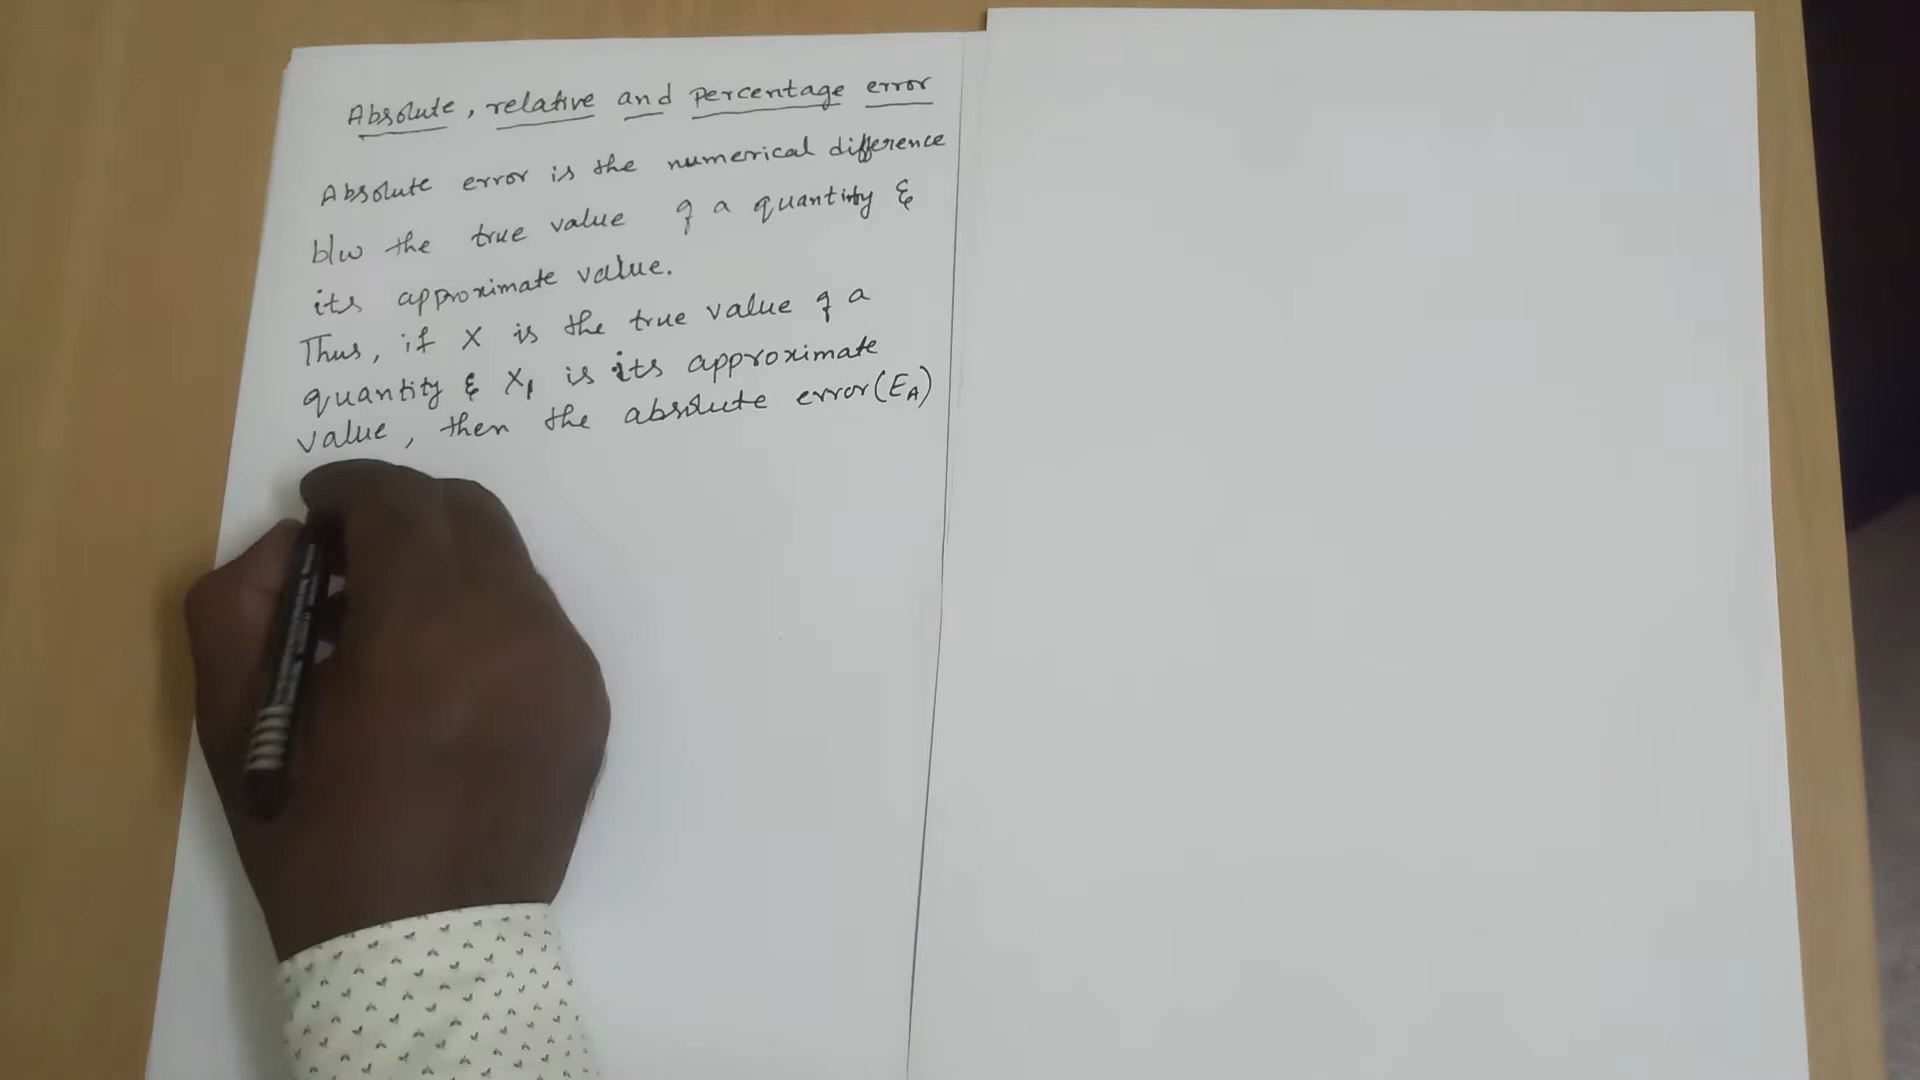 Absolute, relative and percentage error
Absolute error is the numerical difference
b/w the true value of a quantity &
its approximate value.
Thus, if X is the true value of a
quantity & X₁ is its approximate
value, then the absolute error (E_A)